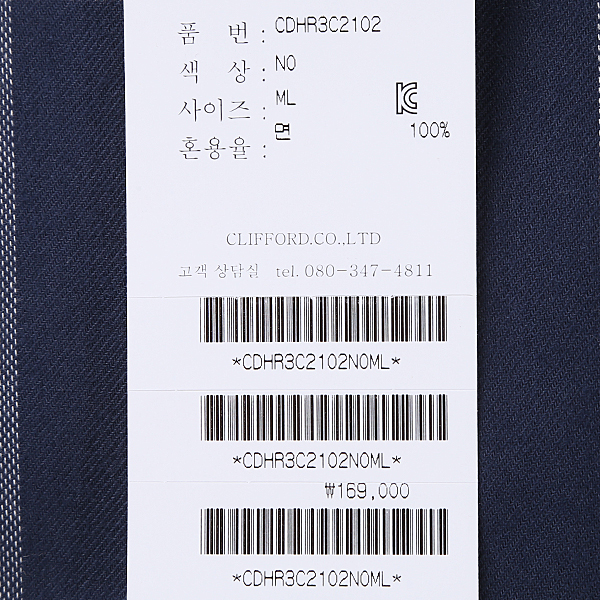 품 번 : CDHR3C2102
색 상 : NO
사이즈 : ML
혼용율 : 면 100%
CLIFFORD.CO.,LTD
고객 상담실 tel. 080-347-4811
*CDHR3C2102NOML*
*CDHR3C2102NOML*
₩169,000
*CDHR3C2102NOML*